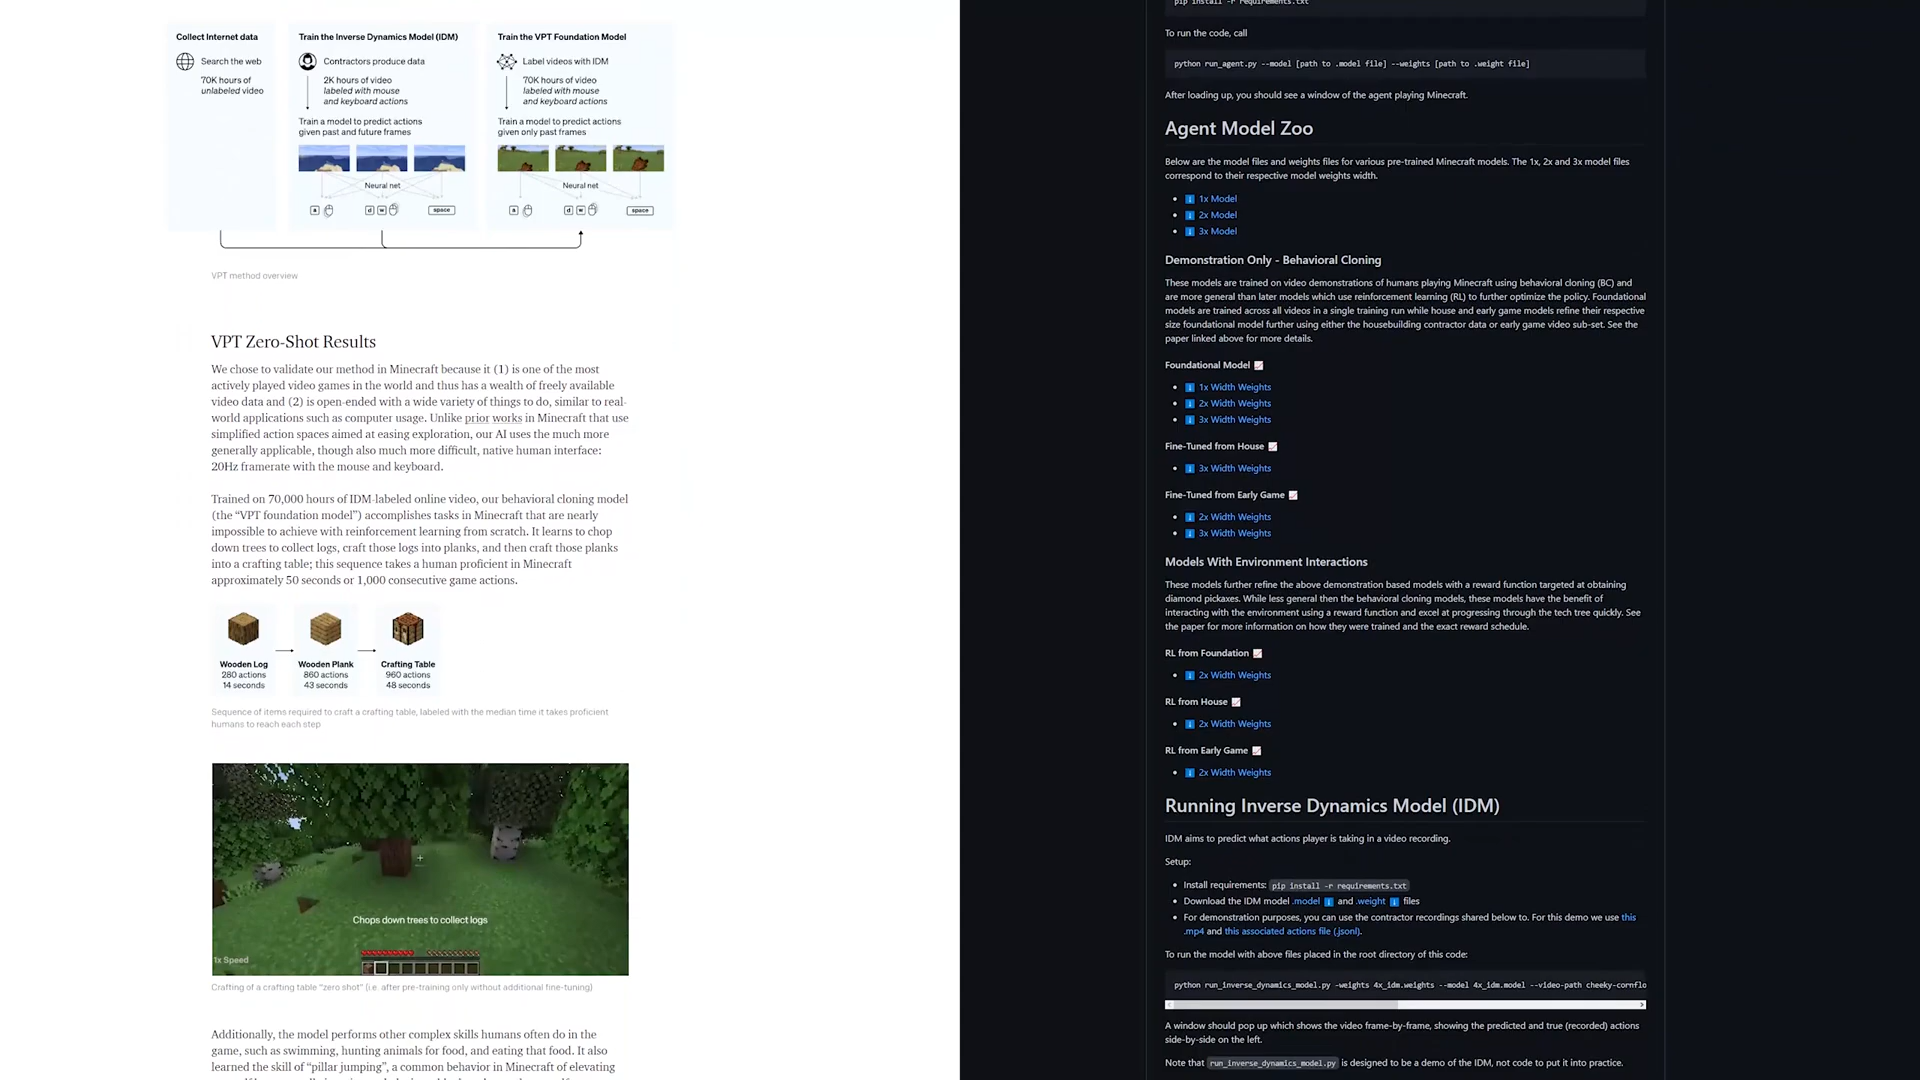 Collect Internet data
Search the web
70K hours of
unlabeled video
Train the Inverse Dynamics Model (IDM)
Contractors produce data
2K hours of video
labeled with mouse
and keyboard actions
Train a model to predict actions
given past and future frames
Neural net
a
d
w
space
Train the VPT Foundation Model
Label videos with IDM
70K hours of video
labeled with mouse
and keyboard actions
Train a model to predict actions
given only past frames
Neural net
a
d
w
space
VPT method overview
VPT Zero-Shot Results
We chose to validate our method in Minecraft because it (1) is one of the most
actively played video games in the world and thus has a wealth of freely available
video data and (2) is open-ended with a wide variety of things to do, similar to real-
world applications such as computer usage. Unlike prior works in Minecraft that use
simplified action spaces aimed at easing exploration, our AI uses the much more
generally applicable, though also much more difficult, native human interface:
20Hz framerate with the mouse and keyboard.
Trained on 70,000 hours of IDM-labeled online video, our behavioral cloning model
(the “VPT foundation model”) accomplishes tasks in Minecraft that are nearly
impossible to achieve with reinforcement learning from scratch. It learns to chop
down trees to collect logs, craft those logs into planks, and then craft those planks
into a crafting table; this sequence takes a human proficient in Minecraft
approximately 50 seconds or 1,000 consecutive game actions.
Wooden Log
280 actions
14 seconds
Wooden Plank
860 actions
43 seconds
Crafting Table
960 actions
48 seconds
Sequence of items required to craft a crafting table, labeled with the median time it takes proficient
humans to reach each step
Chops down trees to collect logs
1x Speed
Crafting of a crafting table "zero shot" (i.e. after pre-training only without additional fine-tuning)
Additionally, the model performs other complex skills humans often do in the
game, such as swimming, hunting animals for food, and eating that food. It also
learned the skill of “pillar jumping”, a common behavior in Minecraft of elevating
pip install -r requirements.txt
To run the code, call
python run_agent.py --model [path to .model file] --weights [path to .weight file]
After loading up, you should see a window of the agent playing Minecraft.
Agent Model Zoo
Below are the model files and weights files for various pre-trained Minecraft models. The 1x, 2x and 3x model files
correspond to their respective model weights width.
1x Model
2x Model
3x Model
Demonstration Only - Behavioral Cloning
These models are trained on video demonstrations of humans playing Minecraft using behavioral cloning (BC) and
are more general than later models which use reinforcement learning (RL) to further optimize the policy. Foundational
models are trained across all videos in a single training run while house and early game models refine their respective
size foundational model further using either the housebuilding contractor data or early game video sub-set. See the
paper linked above for more details.
Foundational Model
1x Width Weights
2x Width Weights
3x Width Weights
Fine-Tuned from House
3x Width Weights
Fine-Tuned from Early Game
2x Width Weights
3x Width Weights
Models With Environment Interactions
These models further refine the above demonstration based models with a reward function targeted at obtaining
diamond pickaxes. While less general then the behavioral cloning models, these models have the benefit of
interacting with the environment using a reward function and excel at progressing through the tech tree quickly. See
the paper for more information on how they were trained and the exact reward schedule.
RL from Foundation
2x Width Weights
RL from House
2x Width Weights
RL from Early Game
2x Width Weights
Running Inverse Dynamics Model (IDM)
IDM aims to predict what actions player is taking in a video recording.
Setup:
Install requirements: pip install -r requirements.txt
Download the IDM model .model and .weight files
For demonstration purposes, you can use the contractor recordings shared below to. For this demo we use this
.mp4 and this associated actions file (.jsonl).
To run the model with above files placed in the root directory of this code:
python run_inverse_dynamics_model.py -weights 4x_idm.weights --model 4x_idm.model --video-path cheeky-cornflo
A window should pop up which shows the video frame-by-frame, showing the predicted and true (recorded) actions
side-by-side on the left.
Note that run_inverse_dynamics_model.py is designed to be a demo of the IDM, not code to put it into practice.